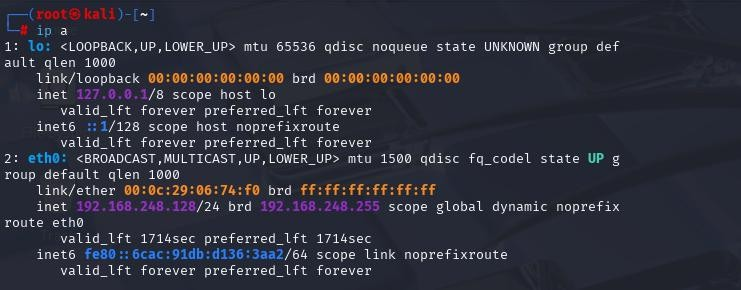 ┌──(root㉿kali)-[~]
└─# ip a
1: lo: <LOOPBACK,UP,LOWER_UP> mtu 65536 qdisc noqueue state UNKNOWN group def
ault qlen 1000
    link/loopback 00:00:00:00:00:00 brd 00:00:00:00:00:00
    inet 127.0.0.1/8 scope host lo
       valid_lft forever preferred_lft forever
    inet6 ::1/128 scope host noprefixroute
       valid_lft forever preferred_lft forever
2: eth0: <BROADCAST,MULTICAST,UP,LOWER_UP> mtu 1500 qdisc fq_codel state UP g
roup default qlen 1000
    link/ether 00:0c:29:06:74:f0 brd ff:ff:ff:ff:ff:ff
    inet 192.168.248.128/24 brd 192.168.248.255 scope global dynamic noprefix
route eth0
       valid_lft 1714sec preferred_lft 1714sec
    inet6 fe80::6cac:91db:d136:3aa2/64 scope link noprefixroute
       valid_lft forever preferred_lft forever